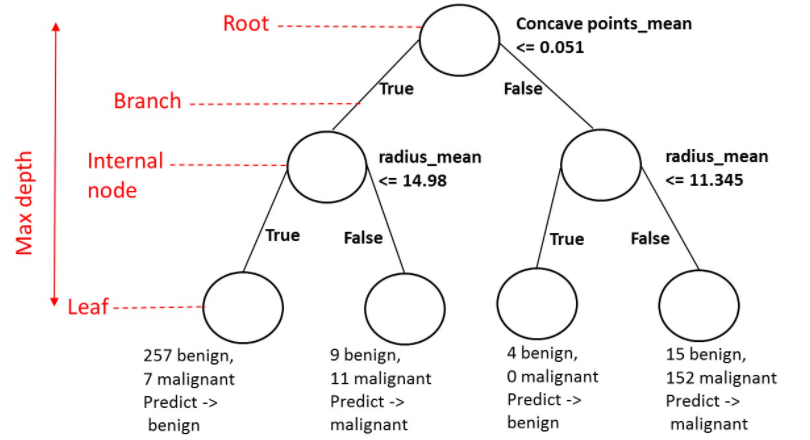 Root
Concave points_mean
<= 0.051
True
False
Branch
Max depth
Internal
node
radius_mean
<= 14.98
radius_mean
<= 11.345
True
False
True
False
Leaf
257 benign,
7 malignant
Predict ->
benign
9 benign,
11 malignant
Predict ->
malignant
4 benign,
0 malignant
Predict ->
benign
15 benign,
152 malignant
Predict ->
malignant